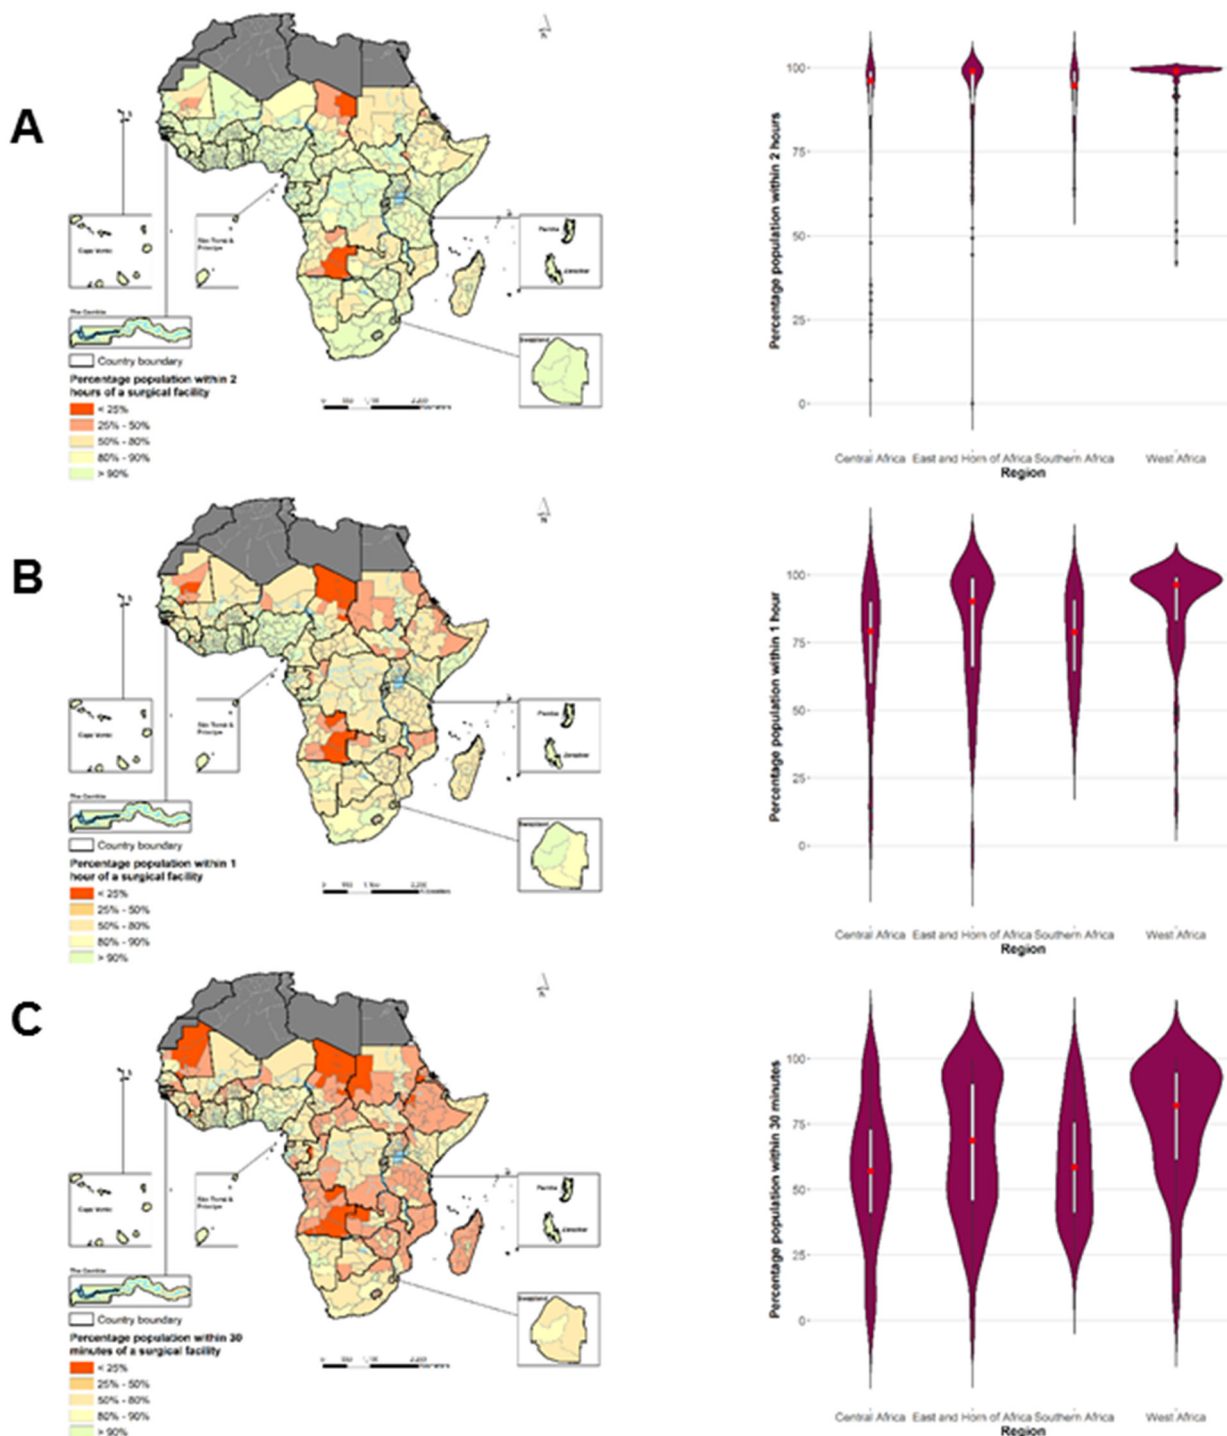 A
N
Cape Verde
São Tomé &
Principe
Pemba
Zanzibar
The Gambia
Swaziland
Country boundary
Percentage population within 2
hours of a surgical facility
< 25%
25% - 50%
50% - 80%
80% - 90%
> 90%
Percentage population within 2 hours
100
75
50
25
0
Central Africa
East and Horn of Africa
Southern Africa
West Africa
Region
B
N
Cape Verde
São Tomé &
Principe
Pemba
Zanzibar
The Gambia
Swaziland
Country boundary
Percentage population within 1
hour of a surgical facility
< 25%
25% - 50%
50% - 80%
80% - 90%
> 90%
Percentage population within 1 hour
100
75
50
25
0
Central Africa
East and Horn of Africa
Southern Africa
West Africa
Region
C
N
Cape Verde
São Tomé &
Principe
Pemba
Zanzibar
The Gambia
Swaziland
Country boundary
Percentage population within 30
minutes of a surgical facility
< 25%
25% - 50%
50% - 80%
80% - 90%
> 90%
Percentage population within 30 minutes
100
75
50
25
0
Central Africa
East and Horn of Africa
Southern Africa
West Africa
Region